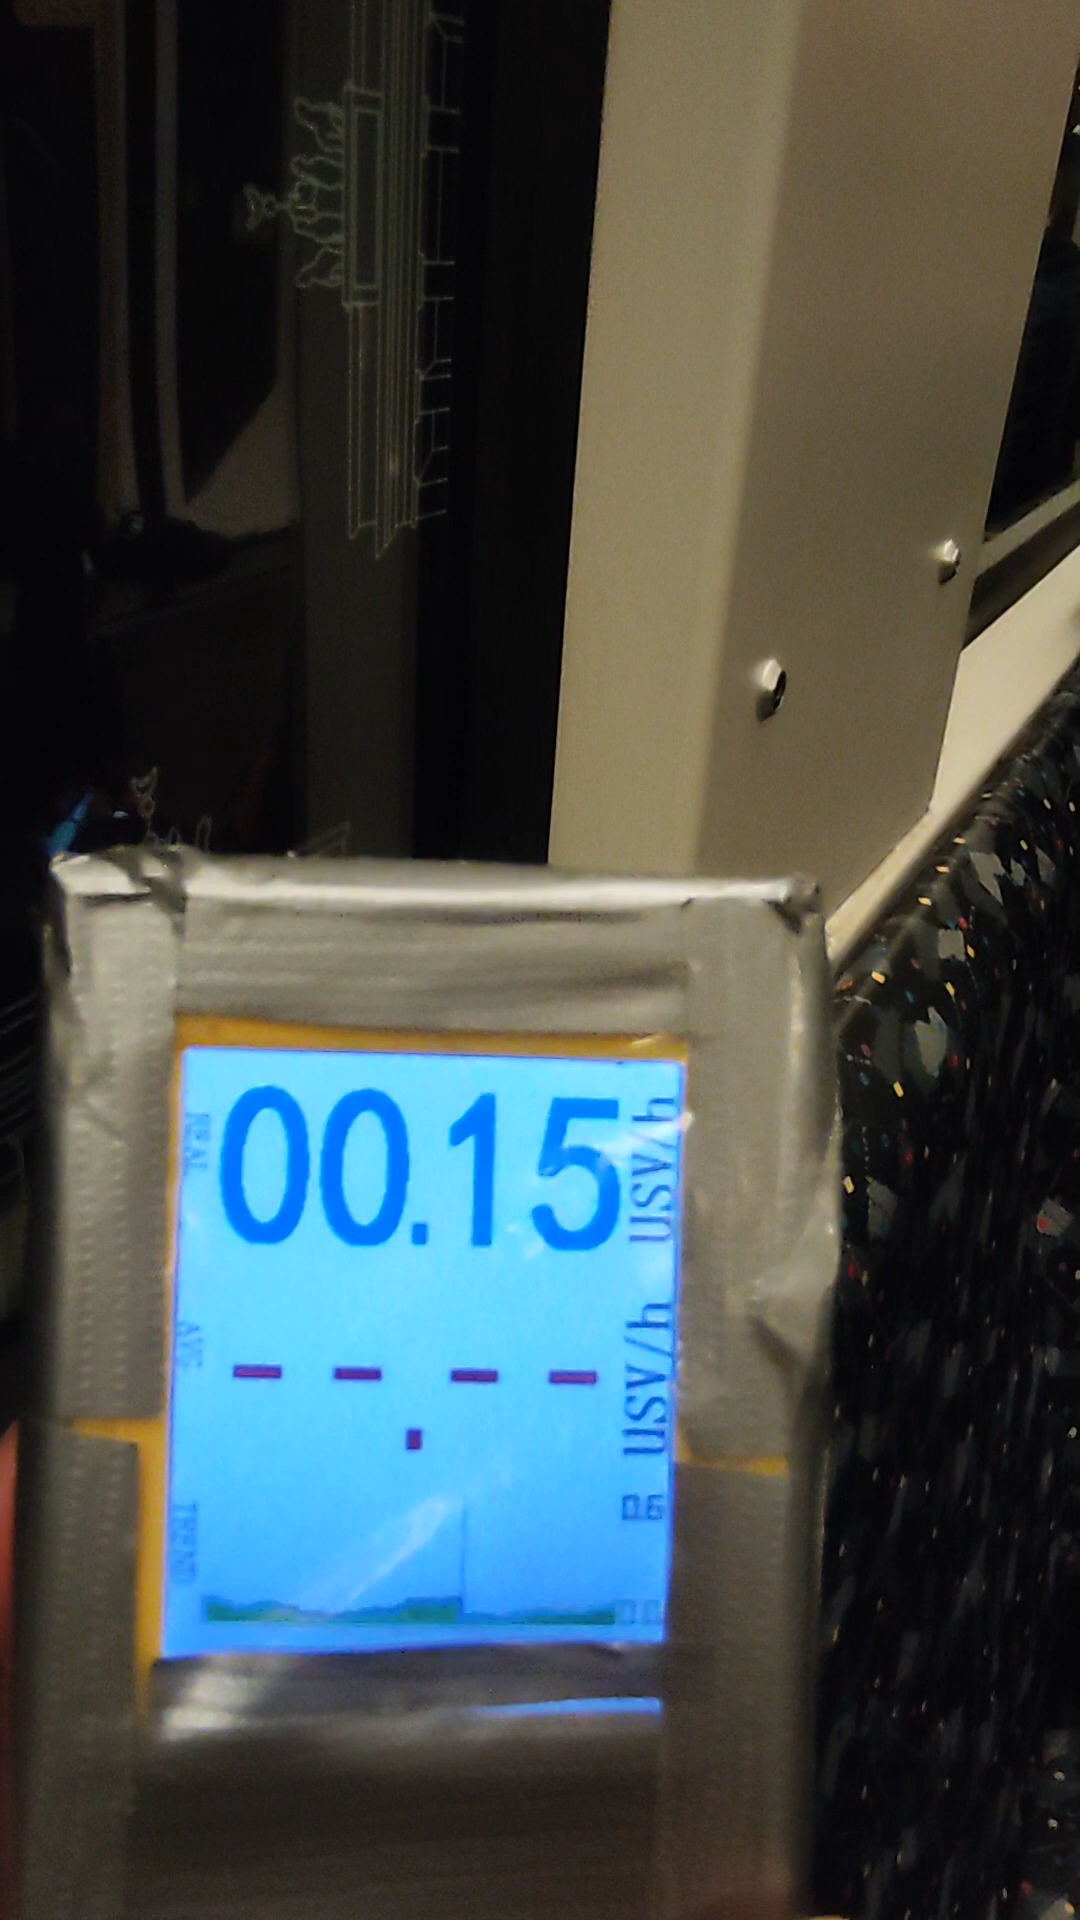 REAL
00.15
uSV/h
AVG
-- --.-- --
uSV/h
TREND
0.6
0.0